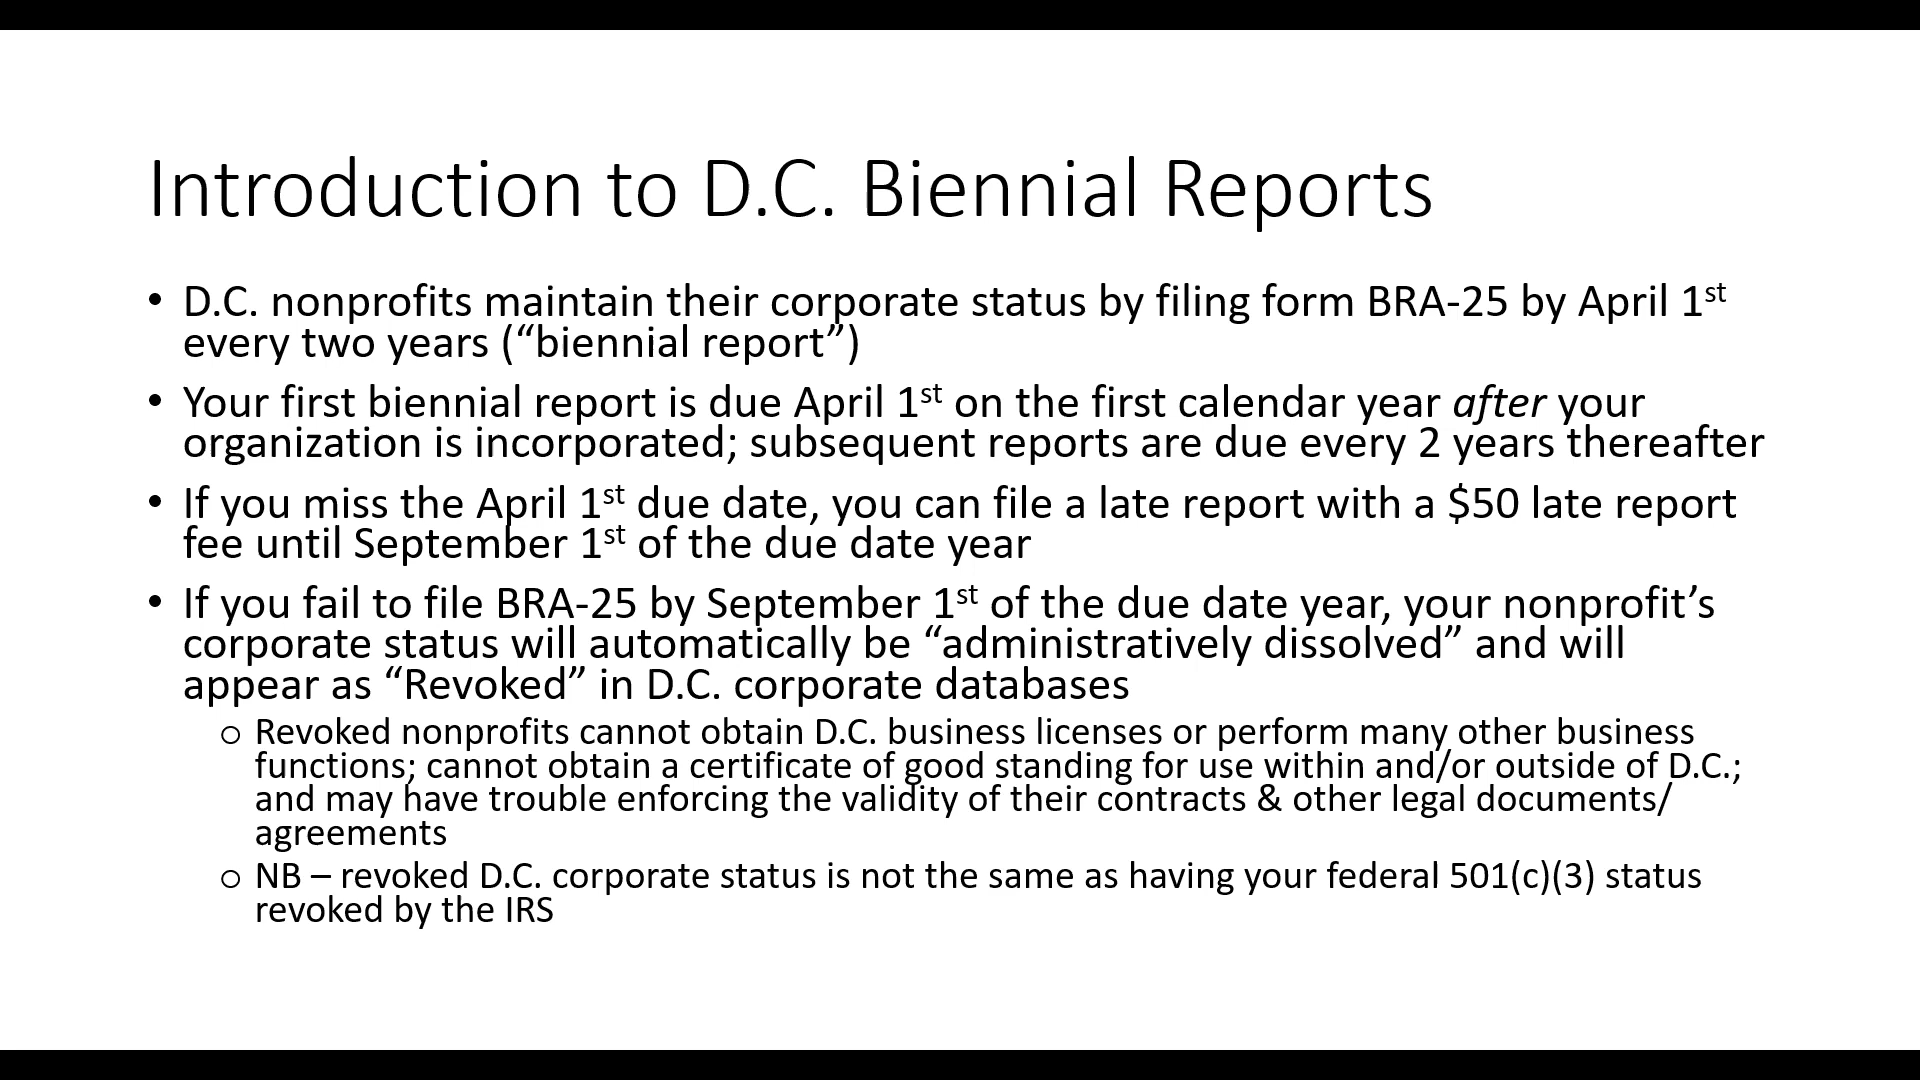 Introduction to D.C. Biennial Reports
• D.C. nonprofits maintain their corporate status by filing form BRA-25 by April 1st
every two years (“biennial report”)
• Your first biennial report is due April 1st on the first calendar year after your
organization is incorporated; subsequent reports are due every 2 years thereafter
• If you miss the April 1st due date, you can file a late report with a $50 late report
fee until September 1st of the due date year
• If you fail to file BRA-25 by September 1st of the due date year, your nonprofit’s
corporate status will automatically be “administratively dissolved” and will
appear as “Revoked” in D.C. corporate databases
o Revoked nonprofits cannot obtain D.C. business licenses or perform many other business
functions; cannot obtain a certificate of good standing for use within and/or outside of D.C.;
and may have trouble enforcing the validity of their contracts & other legal documents/
agreements
o NB – revoked D.C. corporate status is not the same as having your federal 501(c)(3) status
revoked by the IRS